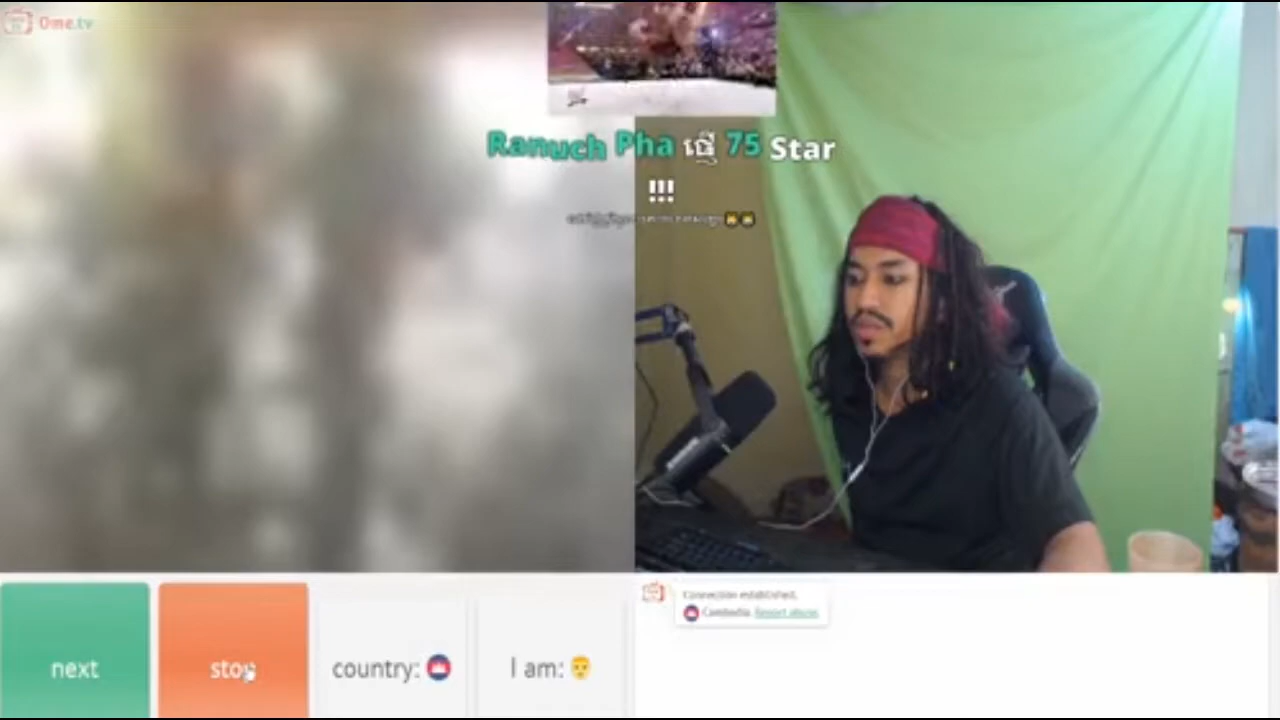 Ome.tv
Ranuch Pha ផ្ញើ 75 Star
!!!
Connection established.
Cambodia. Report abuse
next
stop
country:
I am: